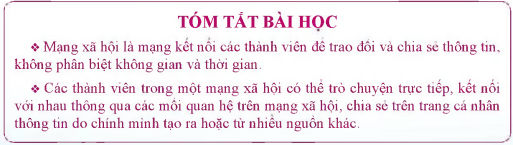 TÓM TẮT BÀI HỌC
❖ Mạng xã hội là mạng kết nối các thành viên để trao đổi và chia sẻ thông tin,
không phân biệt không gian và thời gian.
❖ Các thành viên trong một mạng xã hội có thể trò chuyện trực tiếp, kết nối
với nhau thông qua các mối quan hệ trên mạng xã hội, chia sẻ trên trang cá nhân
thông tin do chính mình tạo ra hoặc từ nhiều nguồn khác.